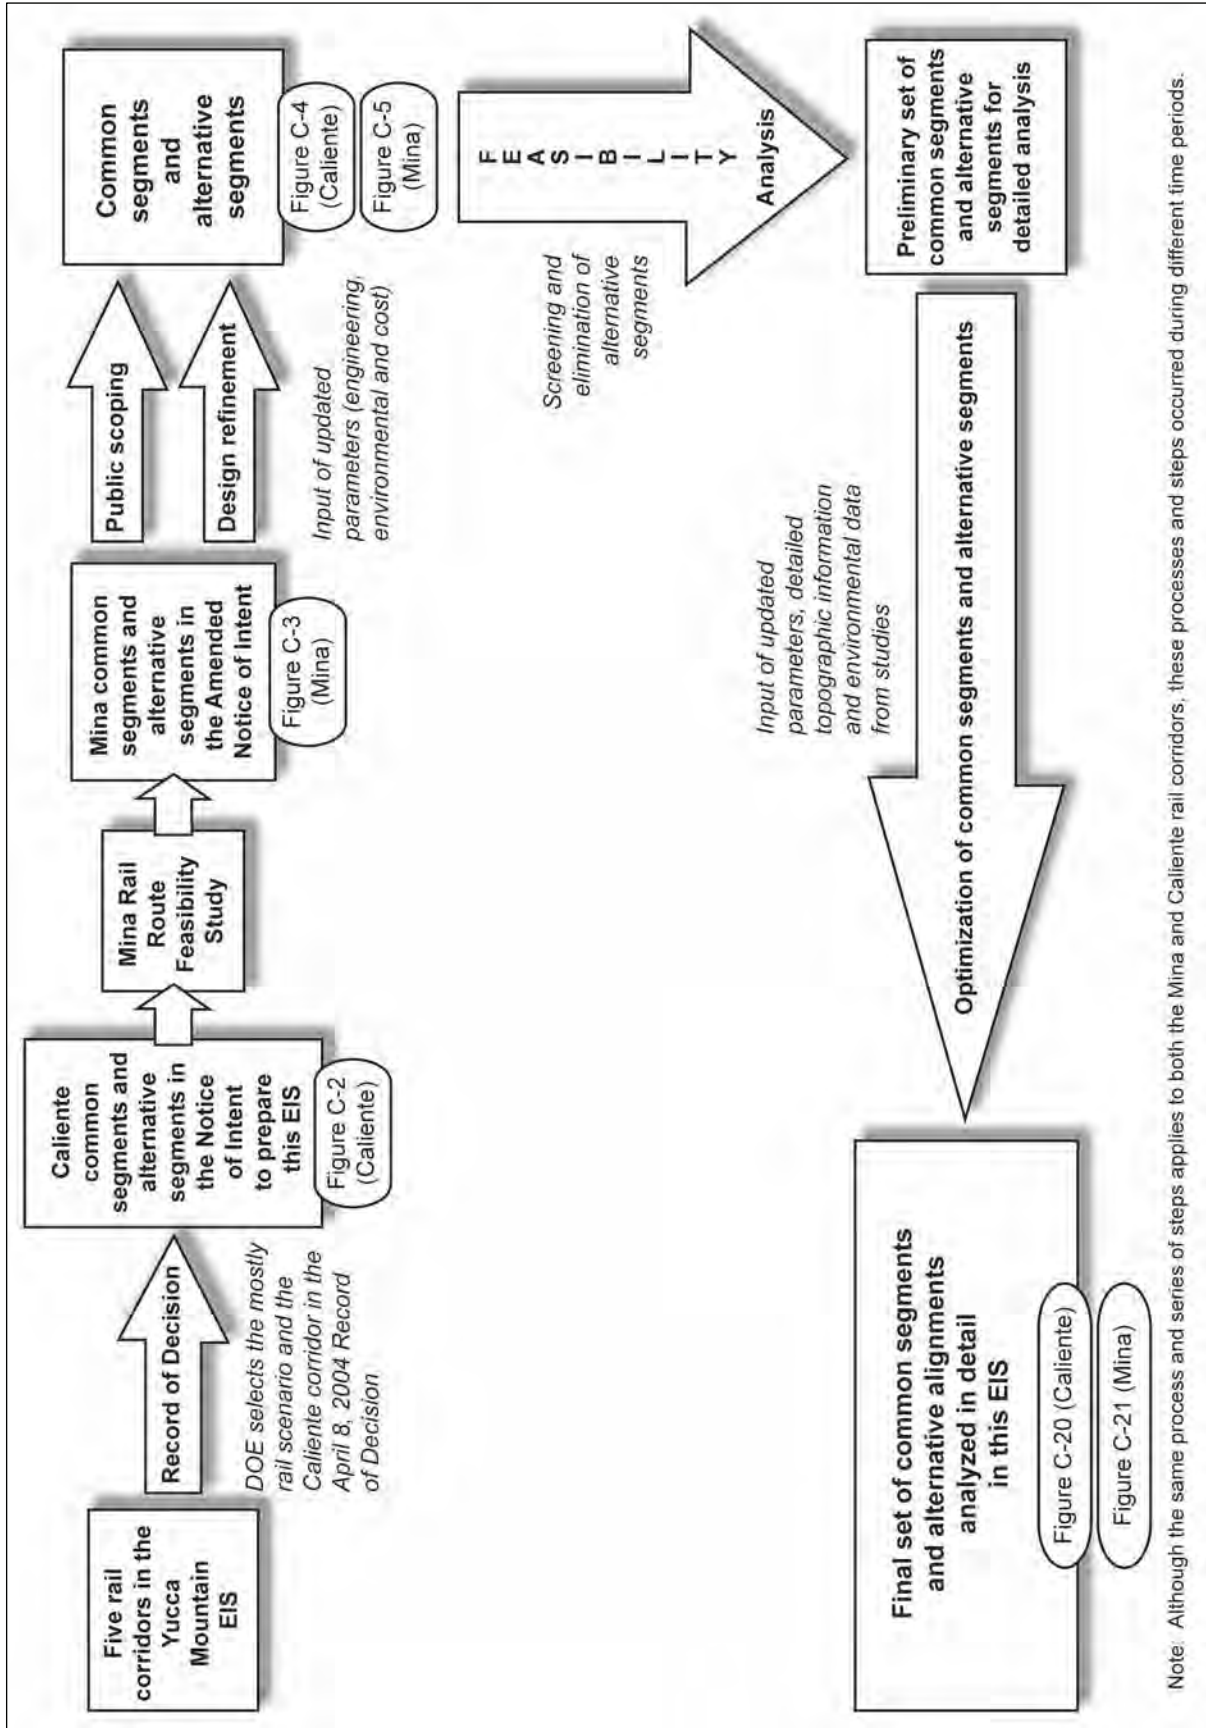 Five rail
corridors in the
Yucca
Mountain
EIS
Record of Decision
DOE selects the mostly
rail scenario and the
Caliente corridor in the
April 8, 2004 Record
of Decision
Caliente
common
segments and
alternative
segments in
the Notice
of Intent
to prepare
this EIS
Figure C-2
(Caliente)
Mina Rail
Route
Feasibility
Study
Mina common
segments and
alternative
segments in
the Amended
Notice of Intent
Figure C-3
(Mina)
Public scoping
Design refinement
Input of updated
parameters (engineering,
environmental and cost)
Common
segments
and
alternative
segments
Figure C-4
(Caliente)
Figure C-5
(Mina)
Screening and
elimination of
alternative
segments
F
E
A
S
I
B
I
L
I
T
Y
Analysis
Preliminary set of
common segments
and alternative
segments for
detailed analysis
Input of updated
parameters, detailed
topographic information
and environmental data
from studies
Optimization of common segments and alternative segments
Final set of common segments
and alternative alignments
analyzed in detail
in this EIS
Figure C-20 (Caliente)
Figure C-21 (Mina)
Note: Although the same process and series of steps applies to both the Mina and Caliente rail corridors, these processes and steps occurred during different time periods.